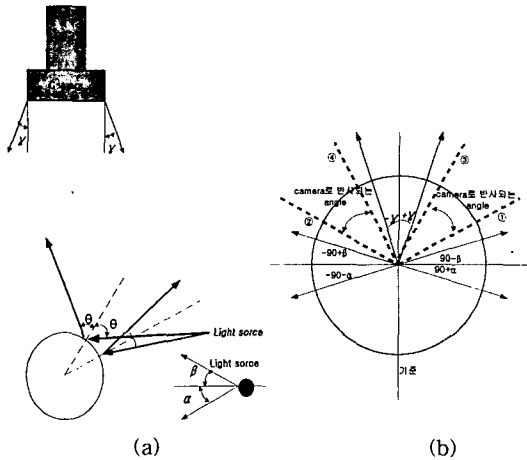 γ
γ
θ
θ
Light sorce
Light sorce
β
α
(a)
④
③
camera로 반사되는
angle
camera로 반사되는
angle
②
①
-γ
+γ
-90+β
90-β
-90-α
90+α
기준
(b)